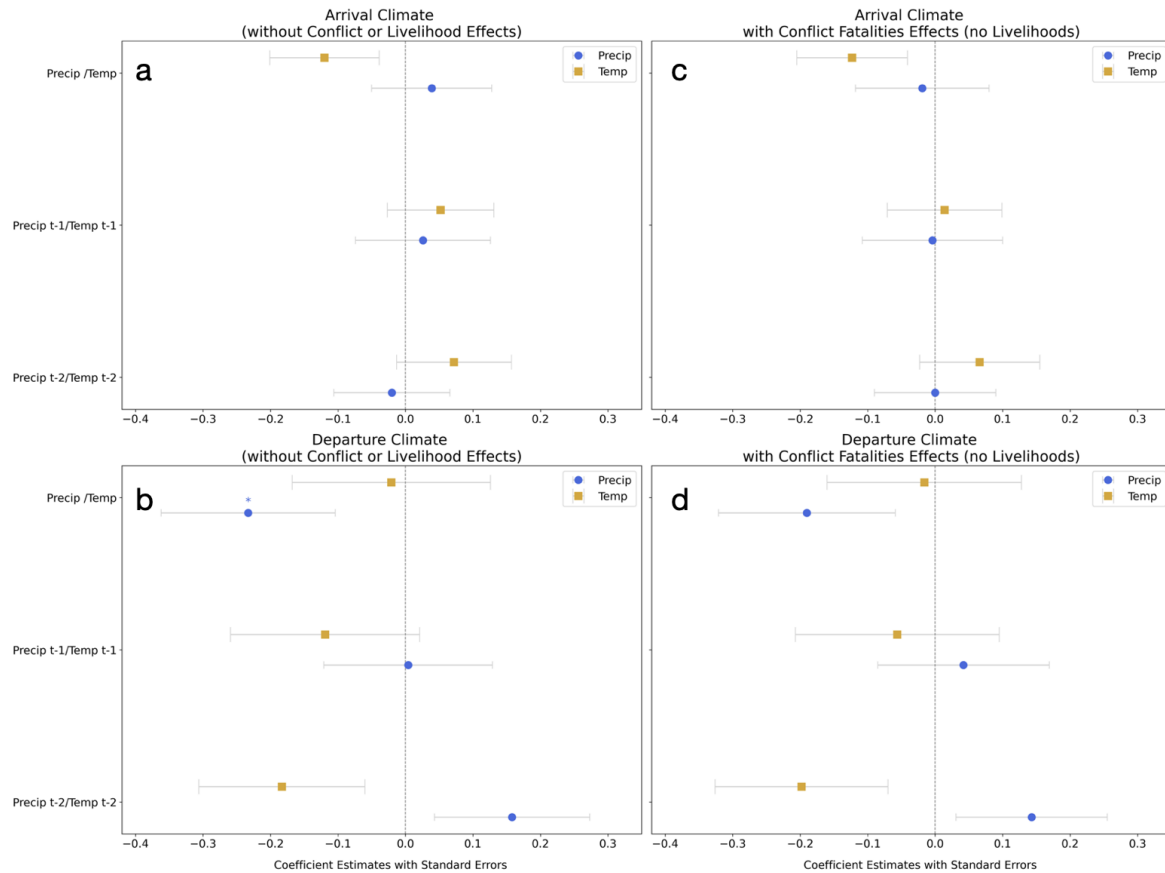 Arrival Climate
(without Conflict or Livelihood Effects)
a
Precip
Temp
Precip /Temp
Precip t-1/Temp t-1
Precip t-2/Temp t-2
−0.4 −0.3 −0.2 −0.1 0.0 0.1 0.2 0.3
Arrival Climate
with Conflict Fatalities Effects (no Livelihoods)
c
Precip
Temp
−0.4 −0.3 −0.2 −0.1 0.0 0.1 0.2 0.3
Departure Climate
(without Conflict or Livelihood Effects)
b
*
Precip
Temp
Precip /Temp
Precip t-1/Temp t-1
Precip t-2/Temp t-2
−0.4 −0.3 −0.2 −0.1 0.0 0.1 0.2 0.3
Coefficient Estimates with Standard Errors
Departure Climate
with Conflict Fatalities Effects (no Livelihoods)
d
Precip
Temp
−0.4 −0.3 −0.2 −0.1 0.0 0.1 0.2 0.3
Coefficient Estimates with Standard Errors